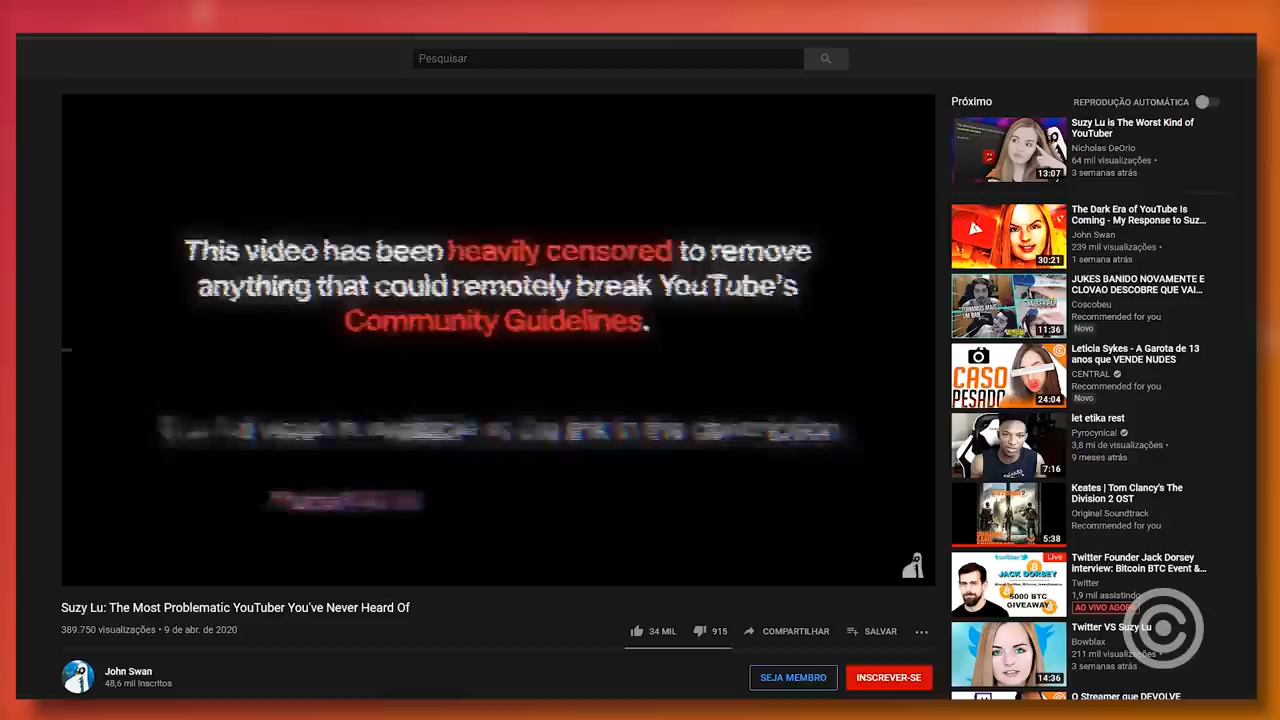 Pesquisar
This video has been heavily censored to remove
anything that could remotely break YouTube's
Community Guidelines.
Suzy Lu: The Most Problematic YouTuber You've Never Heard Of
389.750 visualizações • 9 de abr. de 2020
34 MIL
915
COMPARTILHAR
SALVAR
John Swan
48,6 mil Inscritos
SEJA MEMBRO
INSCREVER-SE
Próximo
REPRODUÇÃO AUTOMÁTICA
Suzy Lu is The Worst Kind of
YouTuber
Nicholas DeOrio
64 mil visualizações •
3 semanas atrás
13:07
The Dark Era of YouTube Is
Coming - My Response to Suz...
John Swan
239 mil visualizações •
1 semana atrás
30:21
JUKES BANIDO NOVAMENTE E
CLOVAO DESCOBRE QUE VAI...
Coscobeu
Recommended for you
Novo
11:36
Leticia Sykes - A Garota de 13
anos que VENDE NUDES
CENTRAL
Recommended for you
Novo
CASO
PESADO
24:04
let etika rest
Pyrocynical
3,8 mi de visualizações •
9 meses atrás
7:16
Keates | Tom Clancy's The
Division 2 OST
Original Soundtrack
Recommended for you
5:38
Twitter Founder Jack Dorsey
interview: Bitcoin BTC Event &...
Twitter
1,9 mil assistindo
AO VIVO AGORA
twitter
Live
JACK DORSEY
5000 BTC
GIVEAWAY
Twitter VS Suzy Lu
Bowblax
211 mil visualizações •
3 semanas atrás
14:36
O Streamer que DEVOLVE